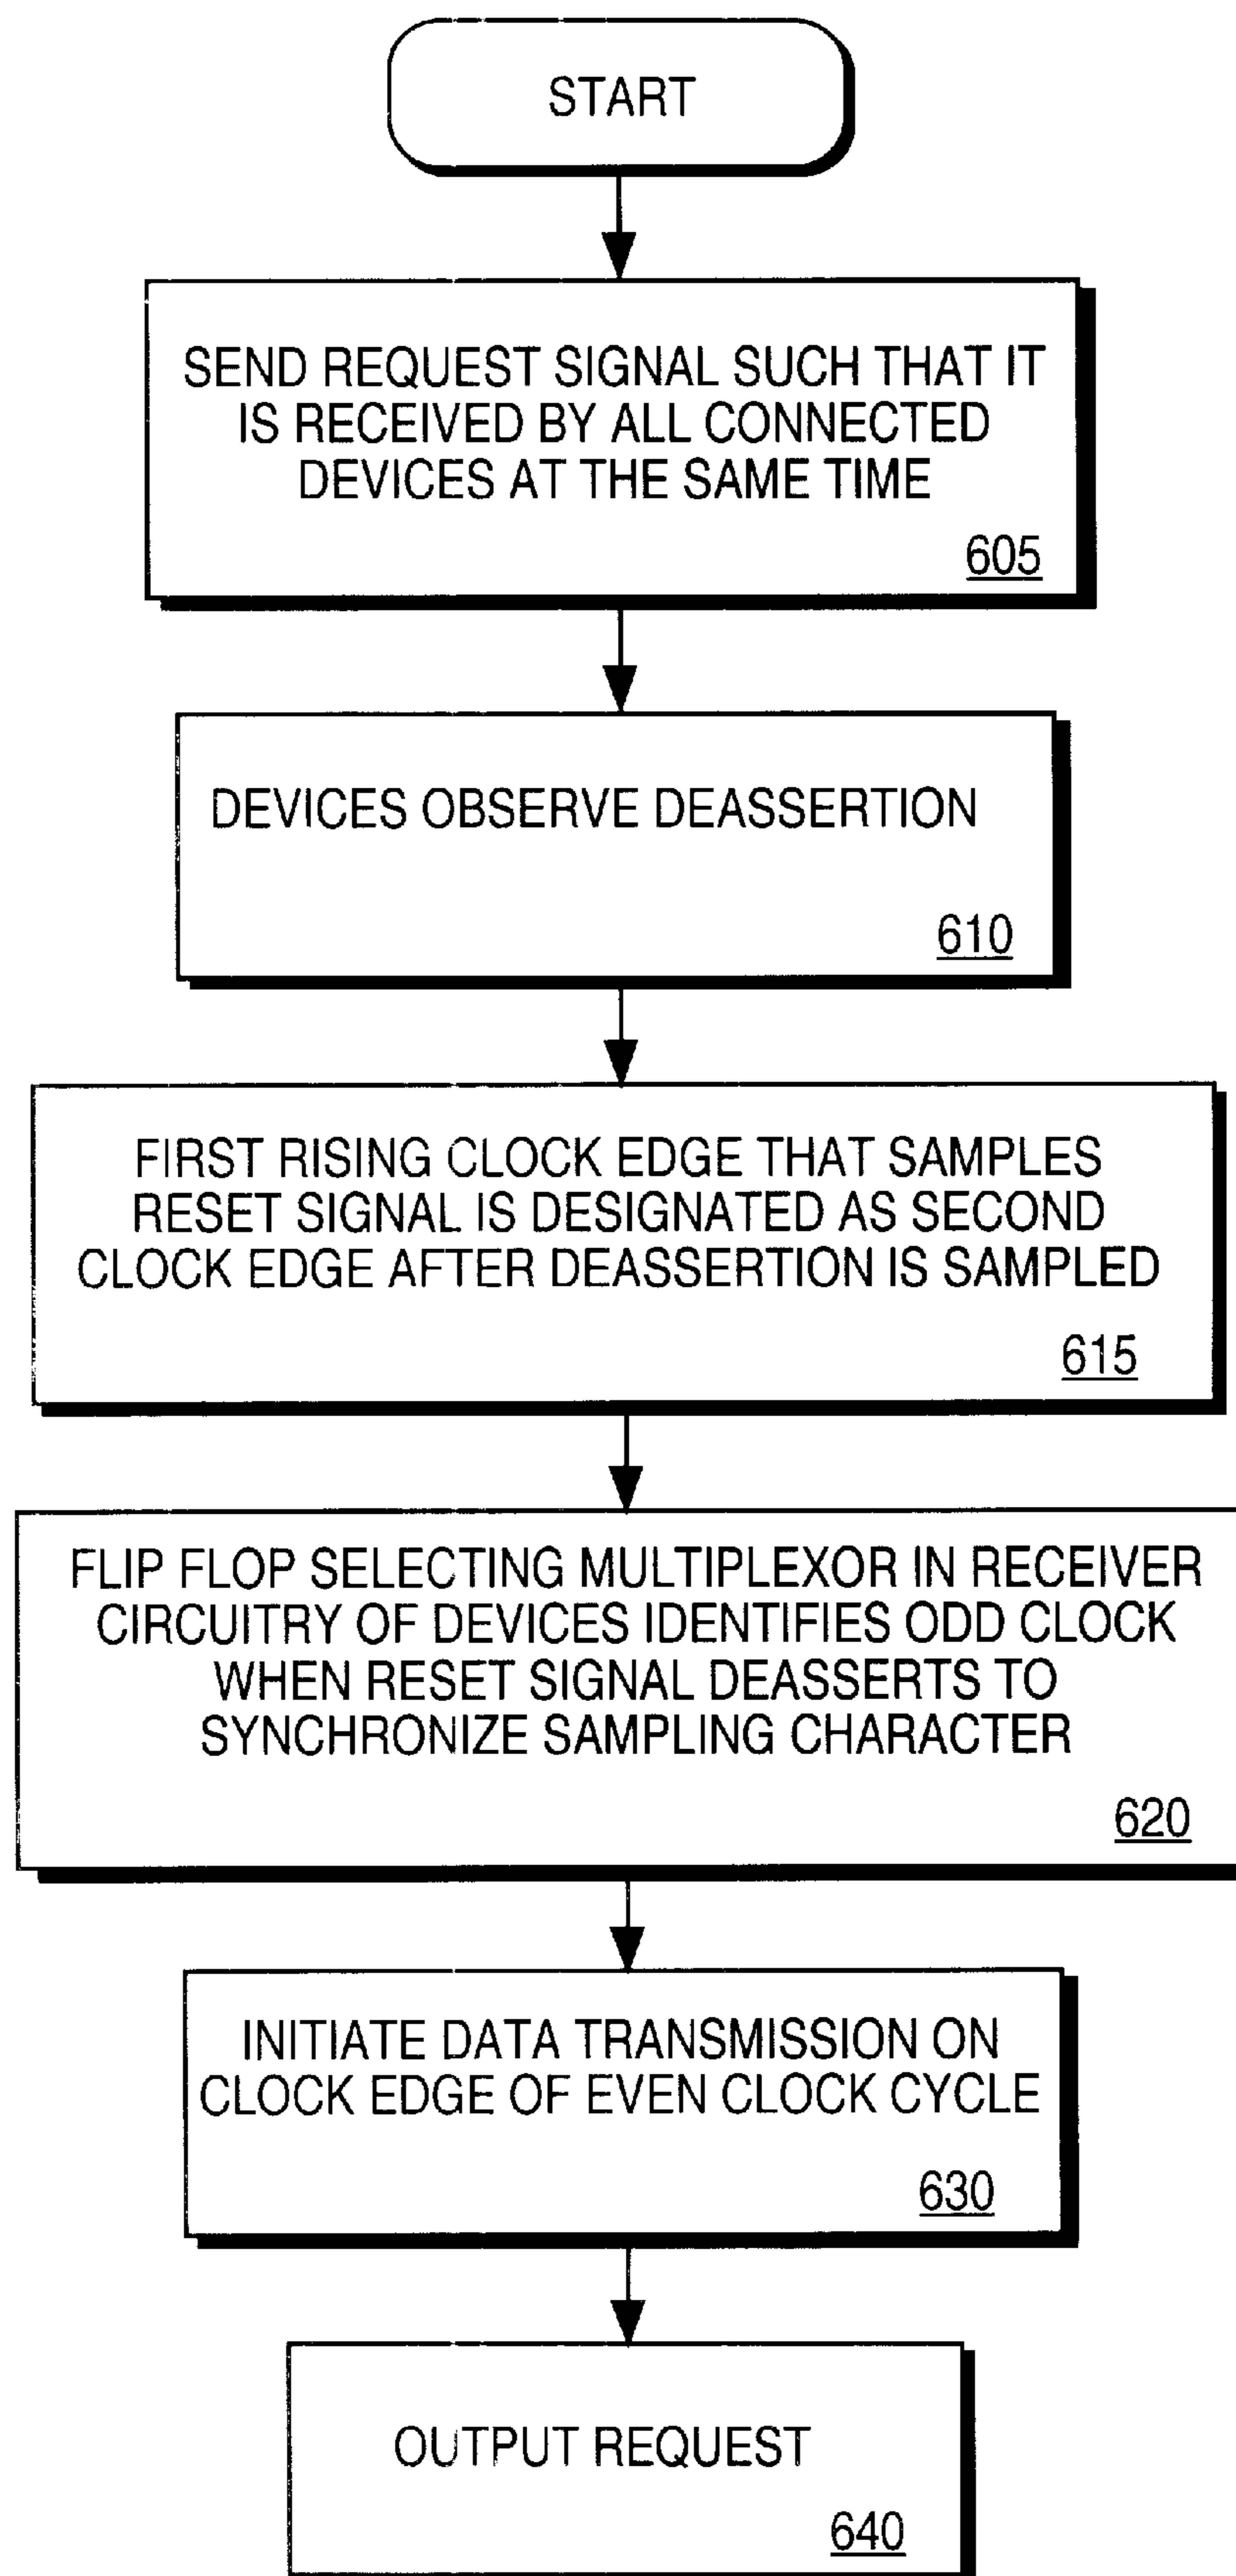 START
SEND REQUEST SIGNAL SUCH THAT IT
IS RECEIVED BY ALL CONNECTED
DEVICES AT THE SAME TIME
605
DEVICES OBSERVE DEASSERTION
610
FIRST RISING CLOCK EDGE THAT SAMPLES
RESET SIGNAL IS DESIGNATED AS SECOND
CLOCK EDGE AFTER DEASSERTION IS SAMPLED
615
FLIP FLOP SELECTING MULTIPLEXOR IN RECEIVER
CIRCUITRY OF DEVICES IDENTIFIES ODD CLOCK
WHEN RESET SIGNAL DEASSERTS TO
SYNCHRONIZE SAMPLING CHARACTER
620
INITIATE DATA TRANSMISSION ON
CLOCK EDGE OF EVEN CLOCK CYCLE
630
OUTPUT REQUEST
640